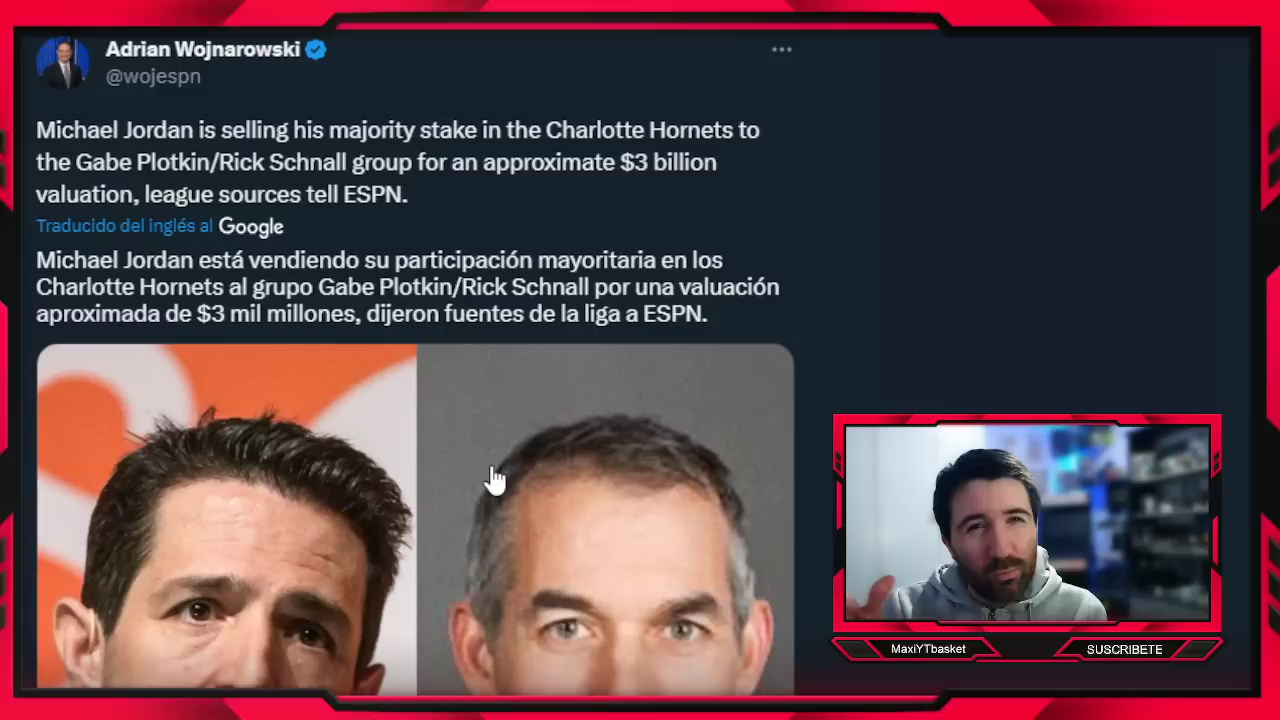 Adrian Wojnarowski
@wojespn
Michael Jordan is selling his majority stake in the Charlotte Hornets to
the Gabe Plotkin/Rick Schnall group for an approximate $3 billion
valuation, league sources tell ESPN.
Traducido del inglés al Google
Michael Jordan está vendiendo su participación mayoritaria en los
Charlotte Hornets al grupo Gabe Plotkin/Rick Schnall por una valuación
aproximada de $3 mil millones, dijeron fuentes de la liga a ESPN.
MaxiYTbasket
SUSCRIBETE